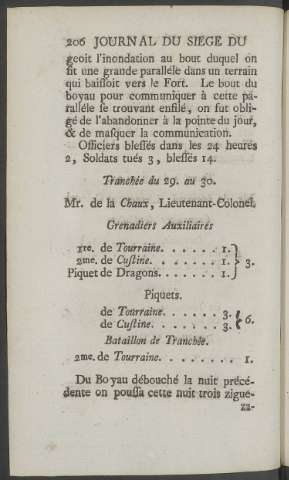 206 JOURNAL DU SIEGE DU
geoit l'inondation au bout duquel on
fit une grande paralléle dans un terrain
qui baissoit vers le Fort. Le bout du
boyau pour communiquer à cette pa-
ralléle se trouvant enfilé, on fut obli-
gé de l'abandonner à la pointe du jour,
& de masquer la communication.
Officiers blessés dans les 24 heures
2, Soldats tués 3, blessés 14.
Tranchée du 29. au 30.
Mr. de la Chaux, Lieutenant-Colonel.
Grenadiers Auxiliaires
1re. de Tourraine. . . . . . 1.
2me. de Custine. . . . . . 1. } 3.
Piquet de Dragons. . . . . . 1.
Piquets.
de Tourraine. . . . . . 3. } 6.
de Custine. . . . . . 3.
Bataillon de Tranchée.
2me. de Tourraine. . . . . . . 1.
Du Boyau débouché la nuit précé-
dente on poussa cette nuit trois zigue-
za-